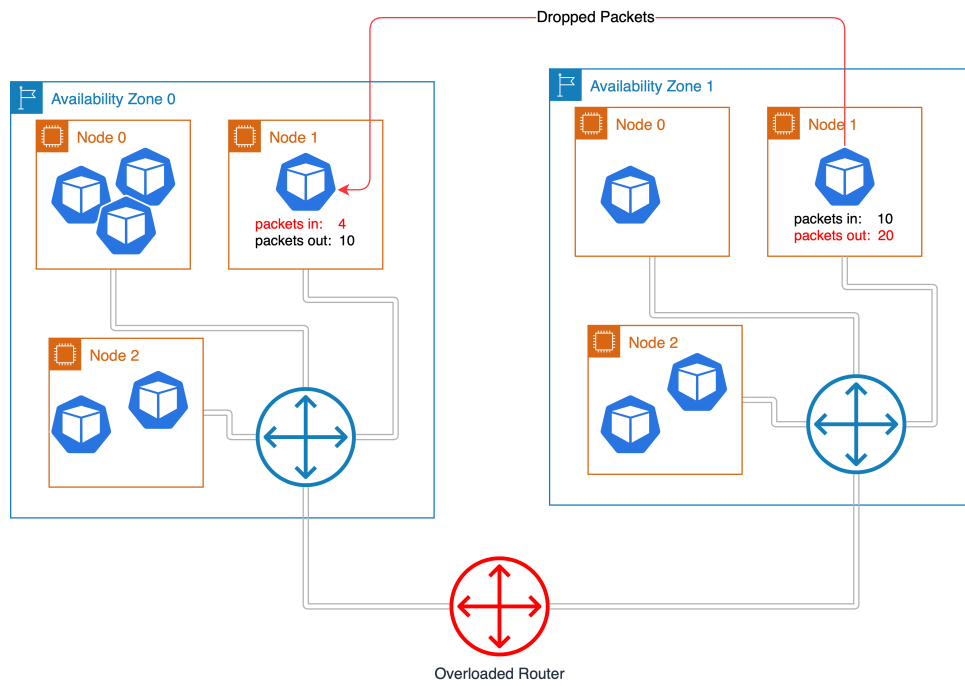 Dropped Packets
Availability Zone 0
Node 0
Node 1
packets in: 4
packets out: 10
Node 2
Availability Zone 1
Node 0
Node 1
packets in: 10
packets out: 20
Node 2
Overloaded Router